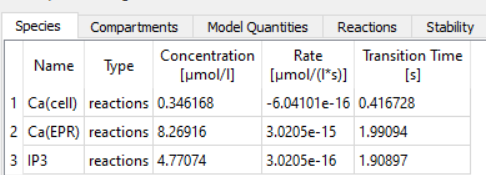 Species Compartments Model Quantities Reactions Stability
Name Type Concentration [μmol/l] Rate [μmol/(l*s)] Transition Time [s]
1 Ca(cell) reactions 0.346168 -6.04101e-16 0.416728
2 Ca(EPR) reactions 8.26916 3.0205e-15 1.99094
3 IP3 reactions 4.77074 3.0205e-16 1.90897